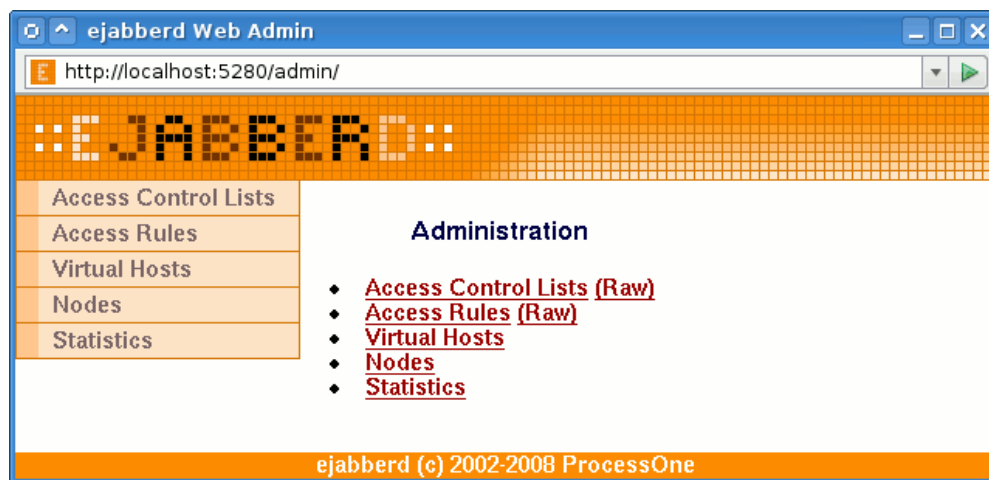 ejabberd Web Admin
http://localhost:5280/admin/
::EJABBERD::
Access Control Lists
Access Rules
Virtual Hosts
Nodes
Statistics
Administration
Access Control Lists (Raw)
Access Rules (Raw)
Virtual Hosts
Nodes
Statistics
ejabberd (c) 2002-2008 ProcessOne